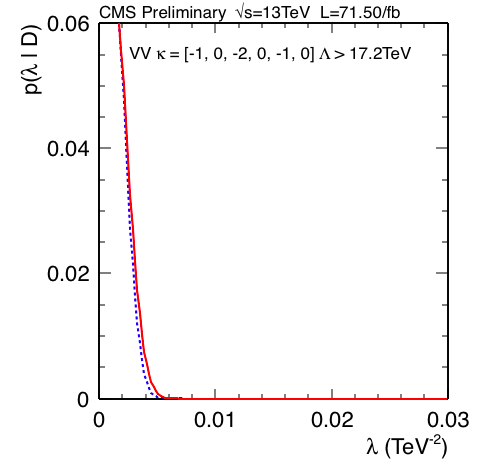 CMS Preliminary √s=13TeV L=71.50/fb
p(λ | D)
VV κ = [-1, 0, -2, 0, -1, 0] Λ > 17.2TeV
0.06
0.04
0.02
0
0 0.01 0.02 0.03
λ (TeV⁻²)